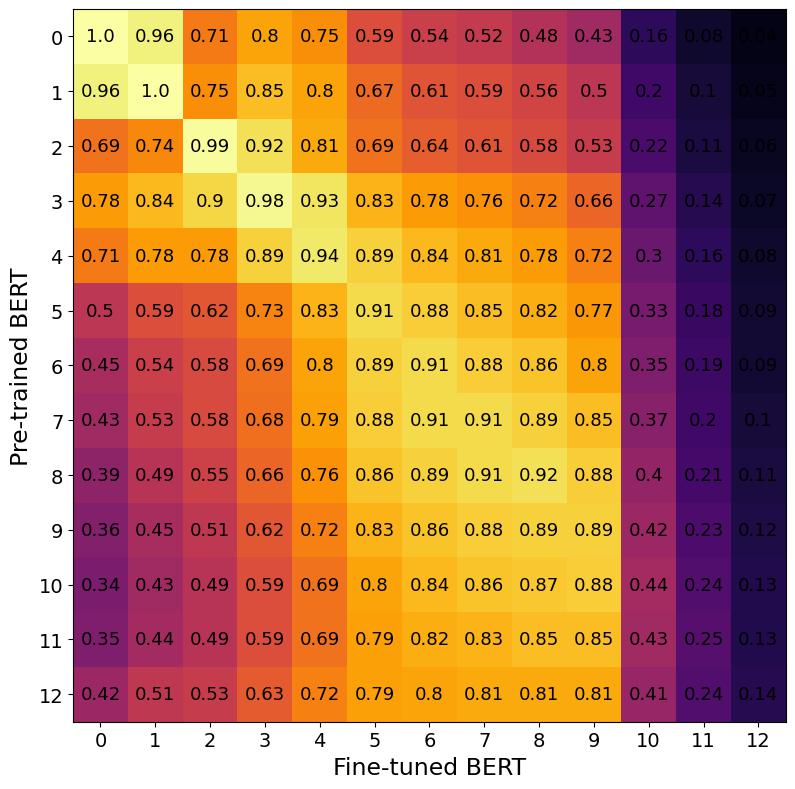 0 1.0 0.96 0.71 0.8 0.75 0.59 0.54 0.52 0.48 0.43 0.16 0.08 0.04
1 0.96 1.0 0.75 0.85 0.8 0.67 0.61 0.59 0.56 0.5 0.2 0.1 0.05
2 0.69 0.74 0.99 0.92 0.81 0.69 0.64 0.61 0.58 0.53 0.22 0.11 0.06
3 0.78 0.84 0.9 0.98 0.93 0.83 0.78 0.76 0.72 0.66 0.27 0.14 0.07
4 0.71 0.78 0.78 0.89 0.94 0.89 0.84 0.81 0.78 0.72 0.3 0.16 0.08
5 0.5 0.59 0.62 0.73 0.83 0.91 0.88 0.85 0.82 0.77 0.33 0.18 0.09
6 0.45 0.54 0.58 0.69 0.8 0.89 0.91 0.88 0.86 0.8 0.35 0.19 0.09
7 0.43 0.53 0.58 0.68 0.79 0.88 0.91 0.91 0.89 0.85 0.37 0.2 0.1
8 0.39 0.49 0.55 0.66 0.76 0.86 0.89 0.91 0.92 0.88 0.4 0.21 0.11
9 0.36 0.45 0.51 0.62 0.72 0.83 0.86 0.88 0.89 0.89 0.42 0.23 0.12
10 0.34 0.43 0.49 0.59 0.69 0.8 0.84 0.86 0.87 0.88 0.44 0.24 0.13
11 0.35 0.44 0.49 0.59 0.69 0.79 0.82 0.83 0.85 0.85 0.43 0.25 0.13
12 0.42 0.51 0.53 0.63 0.72 0.79 0.8 0.81 0.81 0.81 0.41 0.24 0.14
0 1 2 3 4 5 6 7 8 9 10 11 12
Fine-tuned BERT
Pre-trained BERT